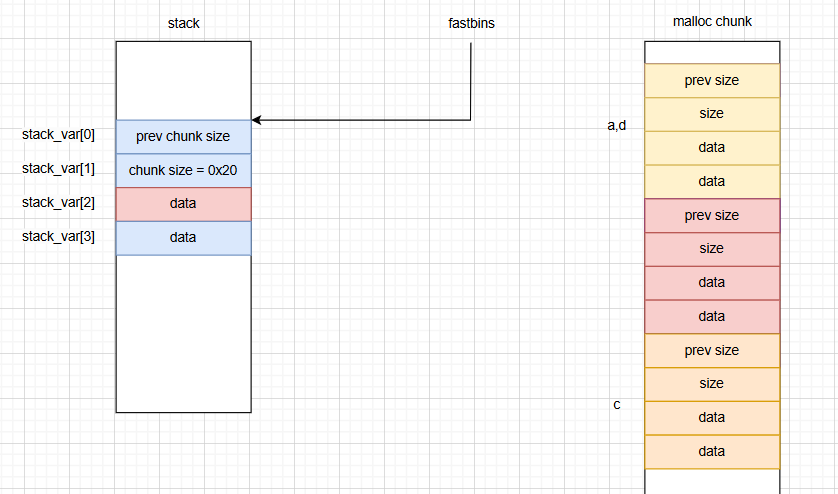 stack
fastbins
malloc chunk
stack_var[0]
prev chunk size
stack_var[1]
chunk size = 0x20
stack_var[2]
data
stack_var[3]
data
a,d
prev size
size
data
data
prev size
size
data
data
c
prev size
size
data
data